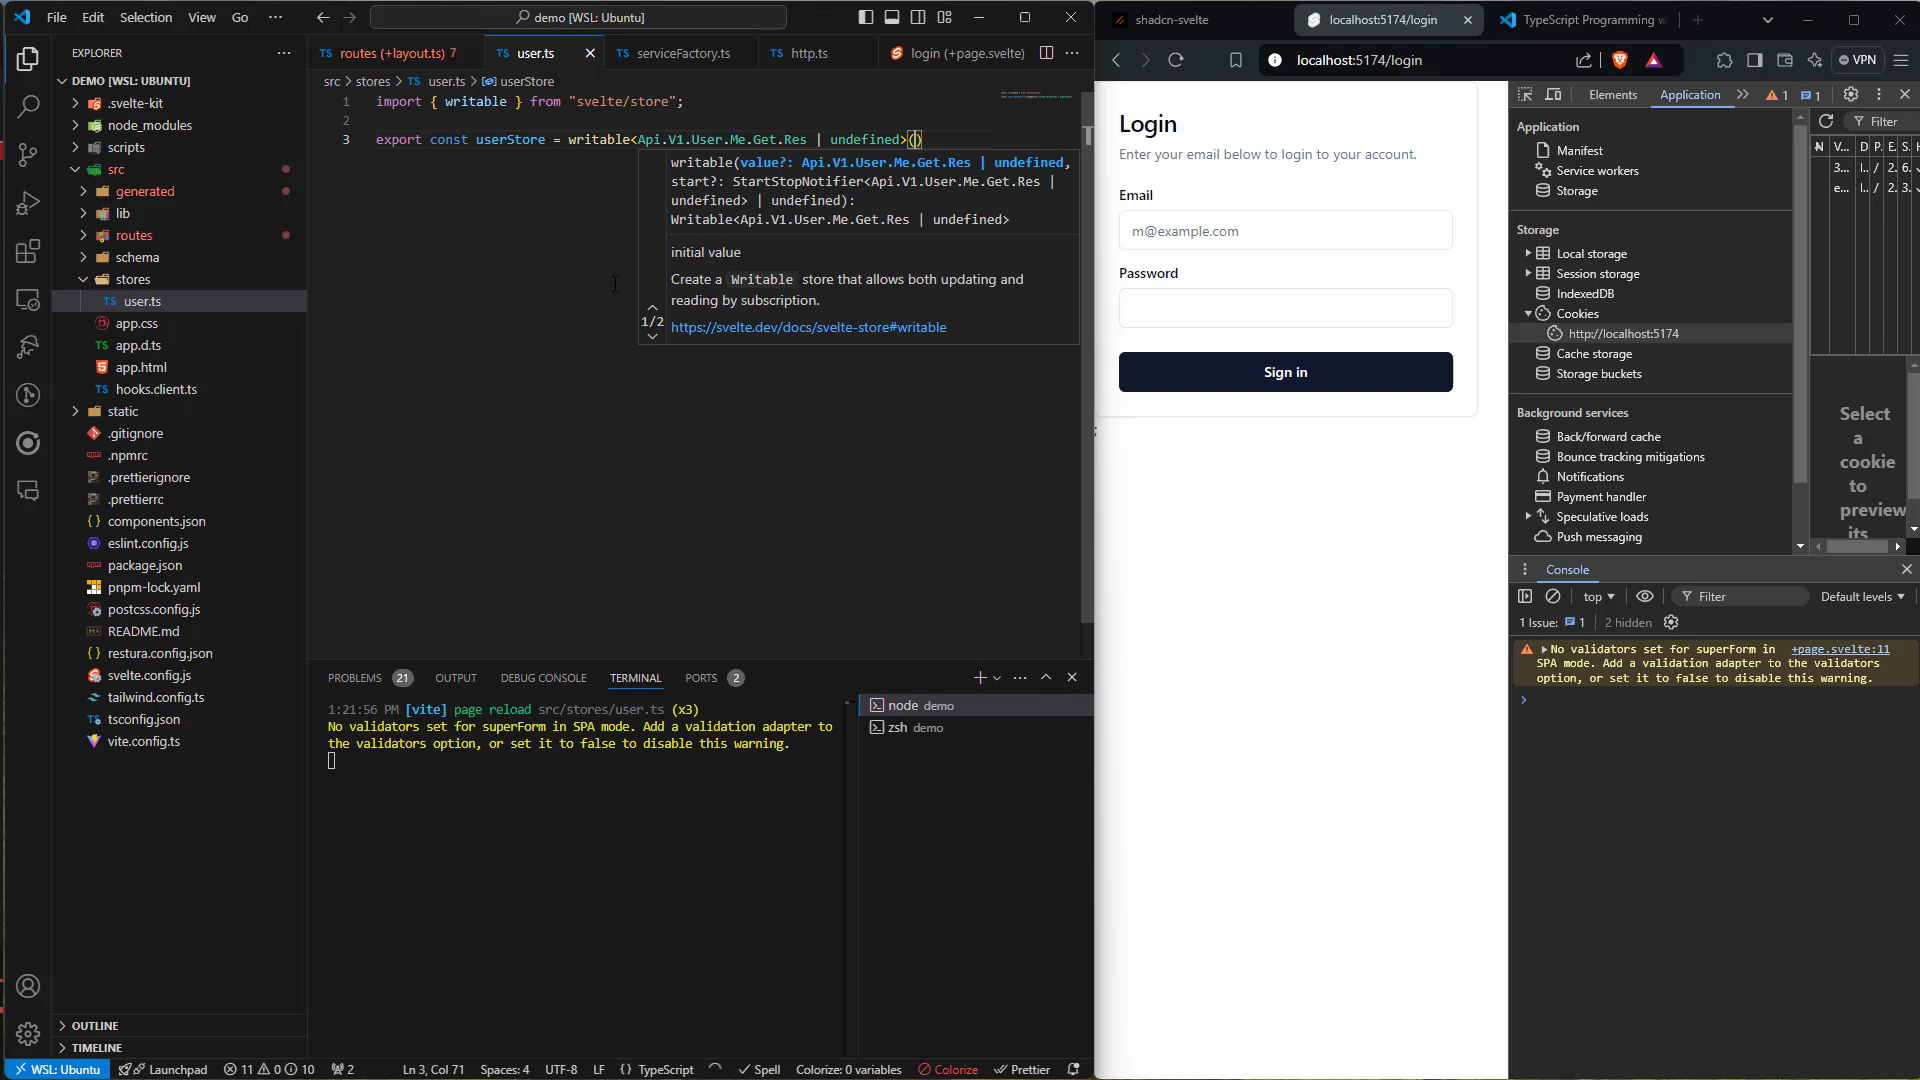 File Edit Selection View Go ···
demo [WSL: Ubuntu]
EXPLORER
DEMO [WSL: UBUNTU]
.svelte-kit
node_modules
scripts
src
generated
lib
routes
schema
stores
TS user.ts
app.css
TS app.d.ts
app.html
TS hooks.client.ts
static
.gitignore
.npmrc
.prettierignore
.prettierrc
{} components.json
eslint.config.js
package.json
pnpm-lock.yaml
postcss.config.js
README.md
{} restura.config.json
svelte.config.js
tailwind.config.ts
tsconfig.json
vite.config.ts
OUTLINE
TIMELINE
TS routes (+layout.ts) 7
TS user.ts
TS serviceFactory.ts
TS http.ts
login (+page.svelte)
src > stores > TS user.ts > userStore
1 import { writable } from "svelte/store";
2
3 export const userStore = writable<Api.V1.User.Me.Get.Res | undefined>()
writable(value?: Api.V1.User.Me.Get.Res | undefined,
start?: StartStopNotifier<Api.V1.User.Me.Get.Res |
undefined> | undefined):
Writable<Api.V1.User.Me.Get.Res | undefined>
initial value
Create a Writable store that allows both updating and
reading by subscription.
1/2
https://svelte.dev/docs/svelte-store#writable
PROBLEMS 21 OUTPUT DEBUG CONSOLE TERMINAL PORTS 2
1:21:56 PM [vite] page reload src/stores/user.ts (x3)
No validators set for superForm in SPA mode. Add a validation adapter to
the validators option, or set it to false to disable this warning.
node demo
zsh demo
WSL: Ubuntu Launchpad 11 0 10 2 Ln 3, Col 71 Spaces: 4 UTF-8 LF {} TypeScript Spell Colorize: 0 variables Colorize Prettier
shadcn-svelte
localhost:5174/login
TypeScript Programming w
localhost:5174/login
VPN
Login
Enter your email below to login to your account.
Email
m@example.com
Password
Sign in
;
Elements Application 1 1
Application
Manifest
Service workers
Storage
Storage
Local storage
Session storage
IndexedDB
Cookies
http://localhost:5174
Cache storage
Storage buckets
Background services
Back/forward cache
Bounce tracking mitigations
Notifications
Payment handler
Speculative loads
Push messaging
Filter
N V... D P. E. S.
3... l.. / 2. 6.
e... l.. / 2. 3.
Select
a
cookie
to
preview
its
Console
top Filter Default levels
1 Issue: 1 2 hidden
No validators set for superForm in +page.svelte:11
SPA mode. Add a validation adapter to the validators
option, or set it to false to disable this warning.